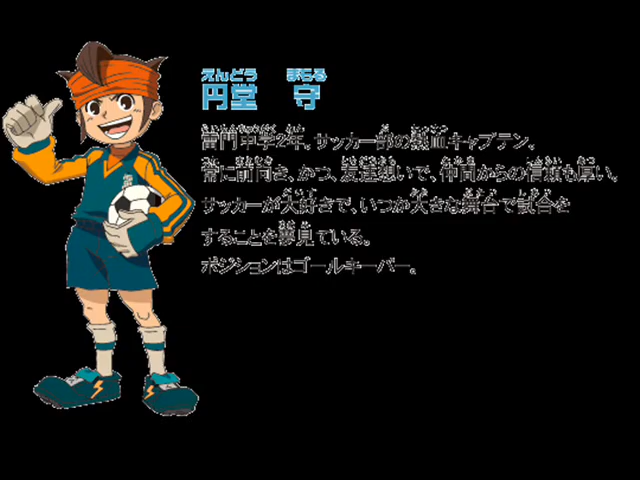 えんどう まもる
円堂 守
雷門中学2年。サッカー部の熱血キャプテン。
常に前向き、かつ、友達想いで、仲間からの信頼も厚い。
サッカーが大好きで、いつか大きな舞台で試合を
することを夢見ている。
ポジションはゴールキーパー。